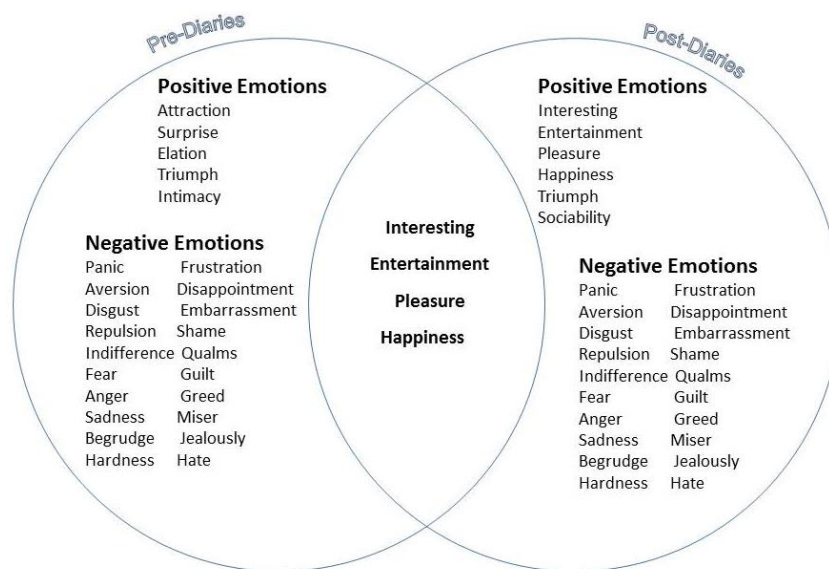 Pre-Diaries
Positive Emotions
Attraction
Surprise
Elation
Triumph
Intimacy
Negative Emotions
Panic Frustration
Aversion Disappointment
Disgust Embarrassment
Repulsion Shame
Indifference Qualms
Fear Guilt
Anger Greed
Sadness Miser
Begrudge Jealously
Hardness Hate
Interesting
Entertainment
Pleasure
Happiness
Post-Diaries
Positive Emotions
Interesting
Entertainment
Pleasure
Happiness
Triumph
Sociability
Negative Emotions
Panic Frustration
Aversion Disappointment
Disgust Embarrassment
Repulsion Shame
Indifference Qualms
Fear Guilt
Anger Greed
Sadness Miser
Begrudge Jealously
Hardness Hate